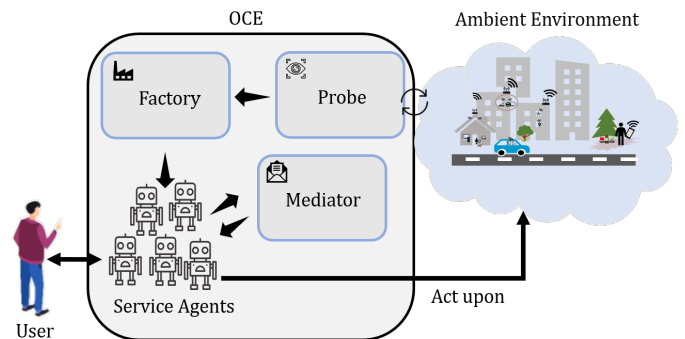 OCE
Ambient Environment
Factory
Probe
Mediator
Service Agents
Act upon
User